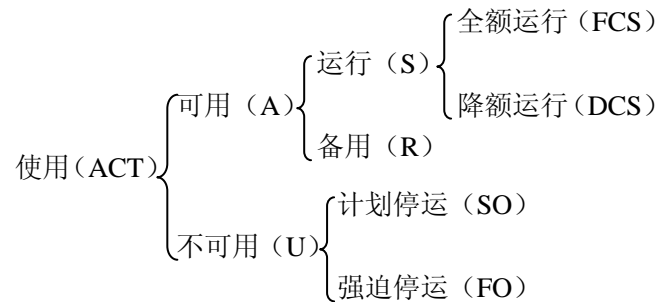 全额运行（FCS）
运行（S）
降额运行（DCS）
可用（A）
备用（R）
使用（ACT）
计划停运（SO）
不可用（U）
强迫停运（FO）